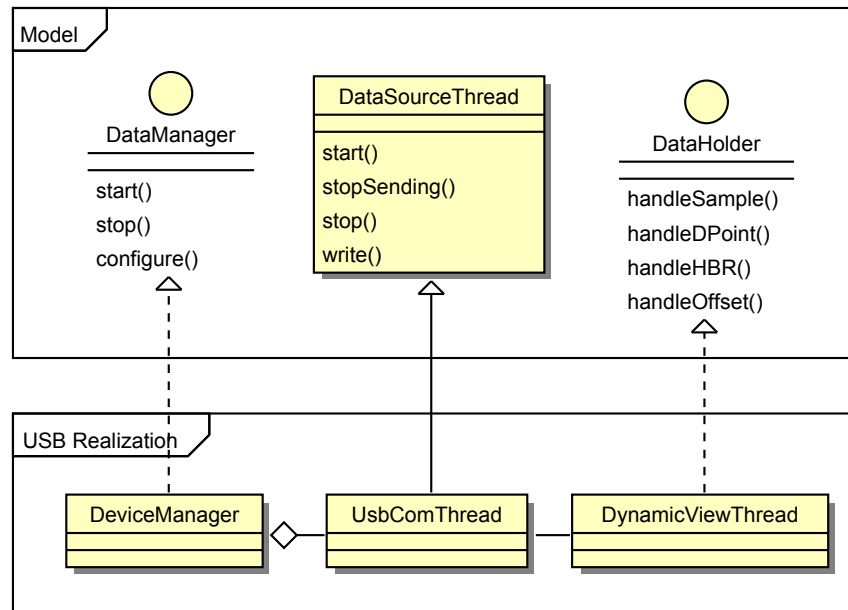 Model
DataManager
start()
stop()
configure()
DataSourceThread
start()
stopSending()
stop()
write()
DataHolder
handleSample()
handleDPoint()
handleHBR()
handleOffset()
USB Realization
DeviceManager
UsbComThread
DynamicViewThread